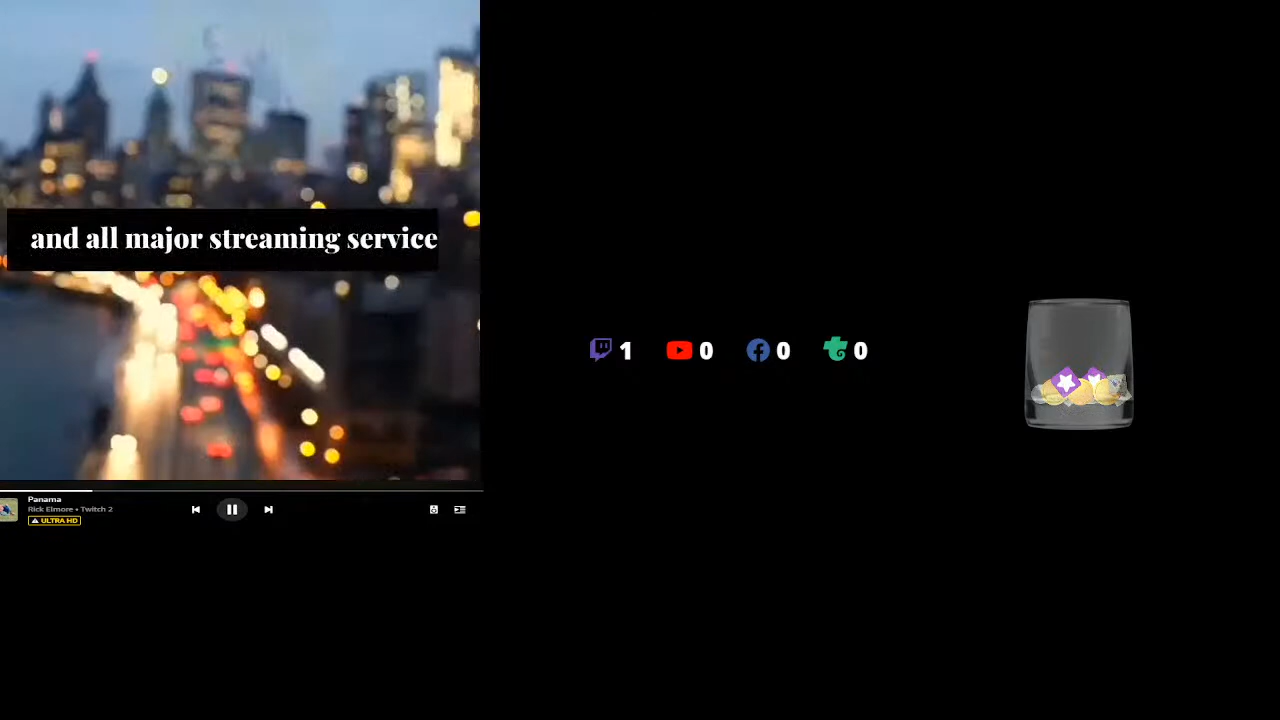 and all major streaming service
1 0 0 0
Panama
Rick Elmore • Twitch 2
ULTRA HD